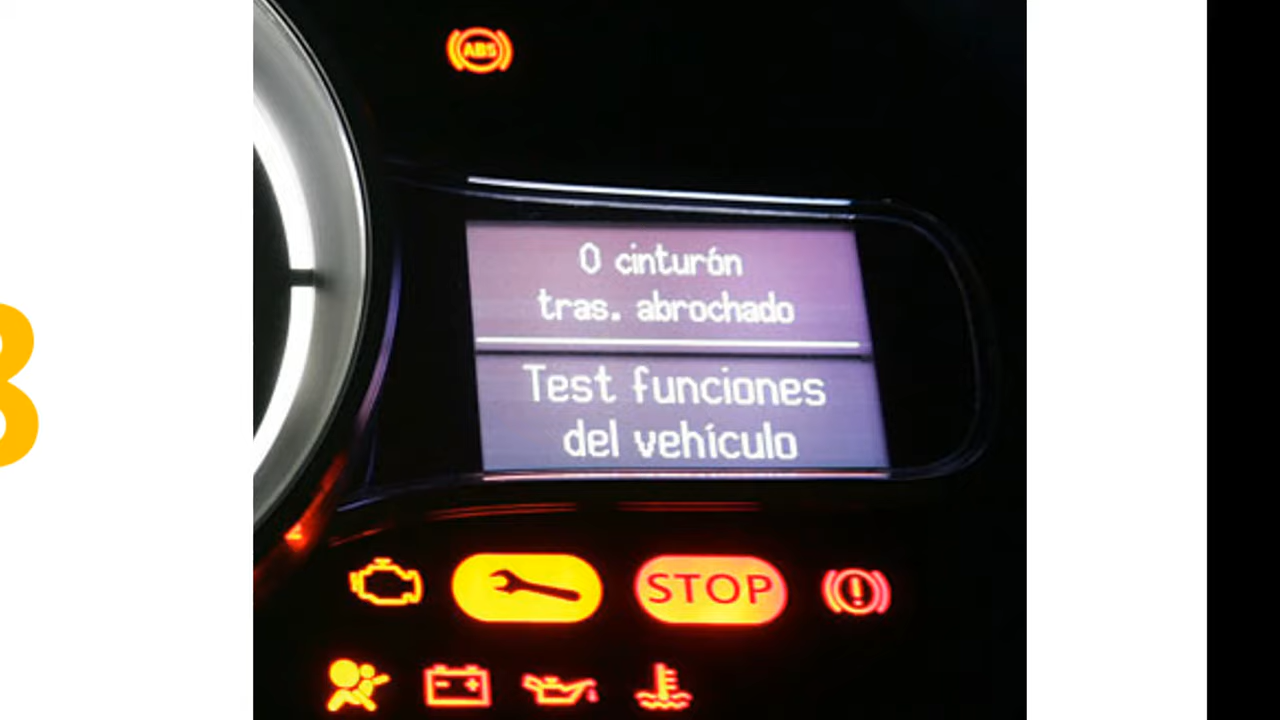 ABS
0 cinturón
tras. abrochado
Test funciones
del vehículo
STOP